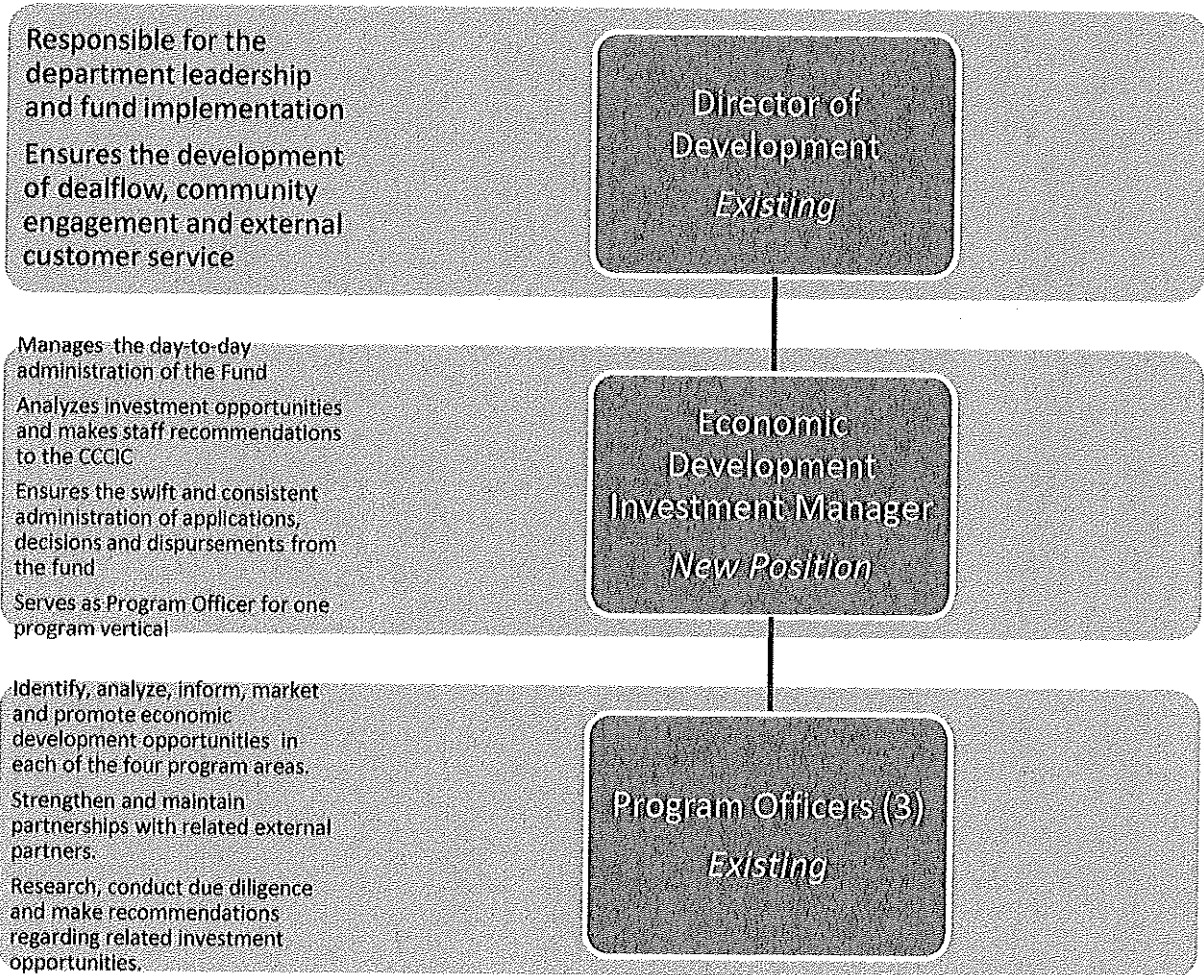 Responsible for the
department leadership
and fund implementation
Ensures the development
of dealflow, community
engagement and external
customer service
Director of
Development
Existing
Manages the day-to-day
administration of the Fund
Analyzes investment opportunities
and makes staff recommendations
to the CCCIC
Ensures the swift and consistent
administration of applications,
decisions and dispursements from
the fund
Serves as Program Officer for one
program vertical
Economic
Development
Investment Manager
New Position
Identify, analyze, inform, market
and promote economic
development opportunities in
each of the four program areas.
Strengthen and maintain
partnerships with related external
partners.
Research, conduct due diligence
and make recommendations
regarding related investment
opportunities.
Program Officers (3)
Existing